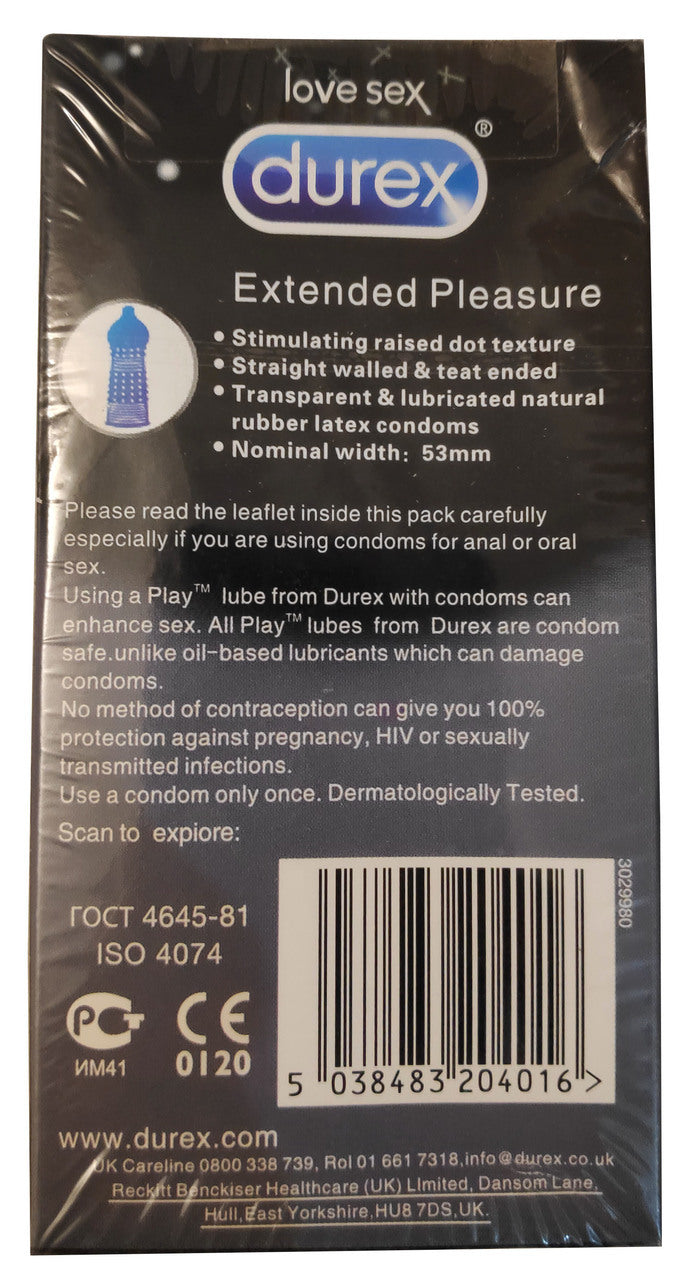 love sex
durex®
Extended Pleasure
• Stimulating raised dot texture
• Straight walled & teat ended
• Transparent & lubricated natural
rubber latex condoms
• Nominal width: 53mm
Please read the leaflet inside this pack carefully
especially if you are using condoms for anal or oral
sex.
Using a Play™ lube from Durex with condoms can
enhance sex. All Play™ lubes from Durex are condom
safe.unlike oil-based lubricants which can damage
condoms.
No method of contraception can give you 100%
protection against pregnancy, HIV or sexually
transmitted infections.
Use a condom only once. Dermatologically Tested.
Scan to expiore:
3029980
ГОСТ 4645-81
ISO 4074
РСТ CE
ИМ41 0120
5 038483 204016 >
www.durex.com
UK Careline 0800 338 739, Rol 01 661 7318,info@durex.co.uk
Reckitt Benckiser Healthcare (UK) LImited, Dansom Lane,
Hull,East Yorkshire,HU8 7DS,UK.